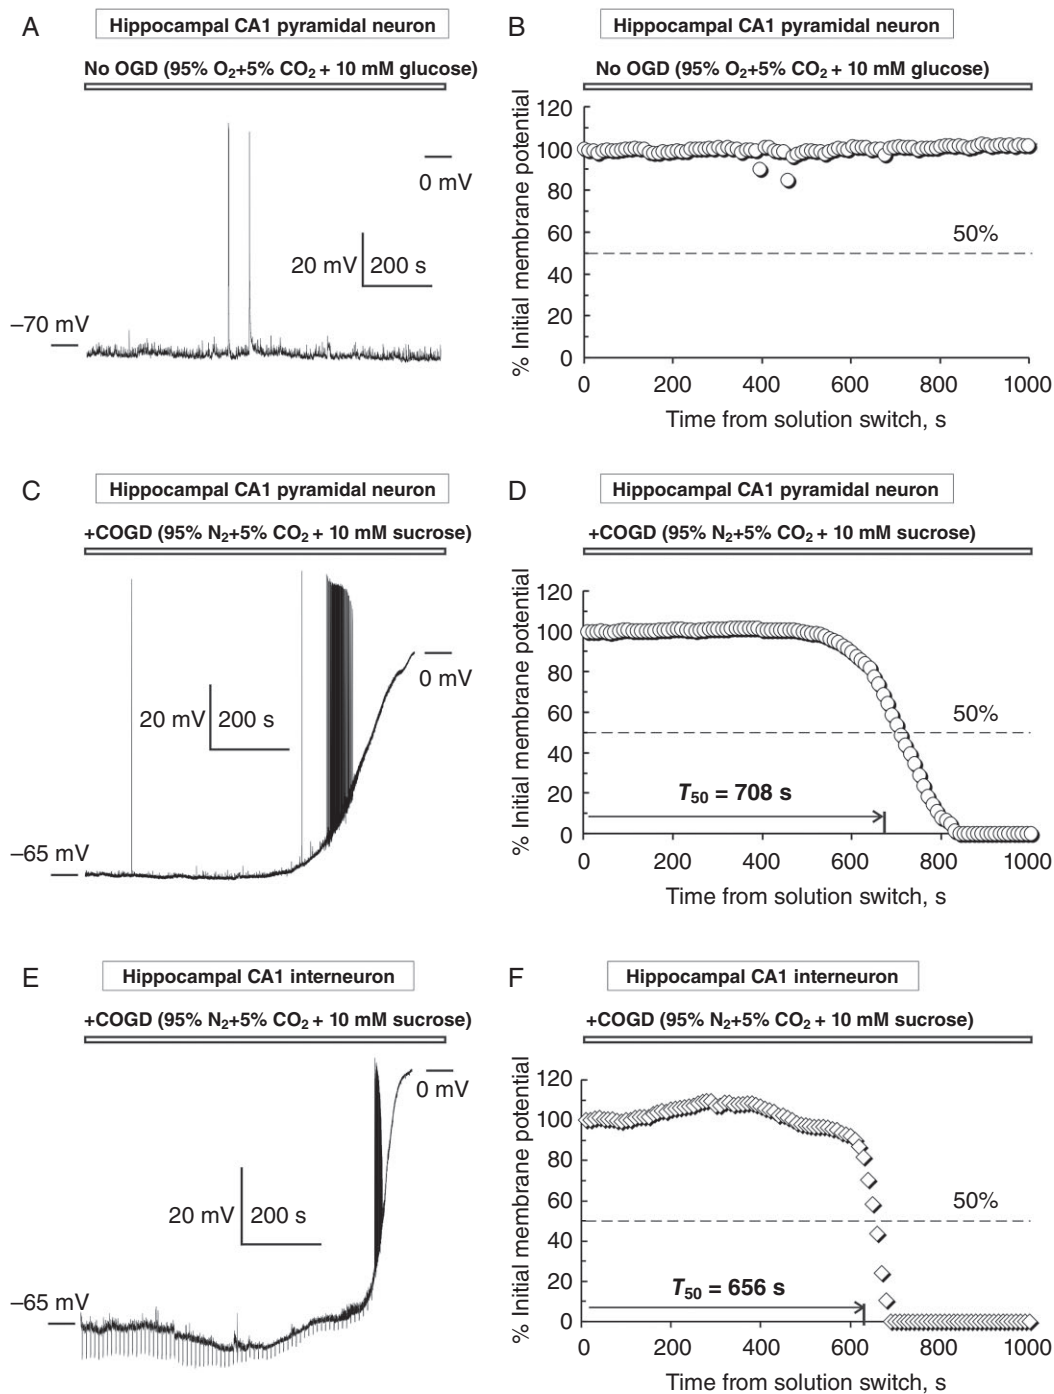 A
Hippocampal CA1 pyramidal neuron
No OGD (95% O₂+5% CO₂ + 10 mM glucose)
0 mV
20 mV
200 s
–70 mV
B
Hippocampal CA1 pyramidal neuron
No OGD (95% O₂+5% CO₂ + 10 mM glucose)
% Initial membrane potential
120
100
80
60
40
20
0
50%
0 200 400 600 800 1000
Time from solution switch, s
C
Hippocampal CA1 pyramidal neuron
+COGD (95% N₂+5% CO₂ + 10 mM sucrose)
0 mV
20 mV
200 s
–65 mV
D
Hippocampal CA1 pyramidal neuron
+COGD (95% N₂+5% CO₂ + 10 mM sucrose)
% Initial membrane potential
120
100
80
60
40
20
0
50%
T₅₀ = 708 s
0 200 400 600 800 1000
Time from solution switch, s
E
Hippocampal CA1 interneuron
+COGD (95% N₂+5% CO₂ + 10 mM sucrose)
0 mV
20 mV
200 s
–65 mV
F
Hippocampal CA1 interneuron
+COGD (95% N₂+5% CO₂ + 10 mM sucrose)
% Initial membrane potential
120
100
80
60
40
20
0
50%
T₅₀ = 656 s
0 200 400 600 800 1000
Time from solution switch, s